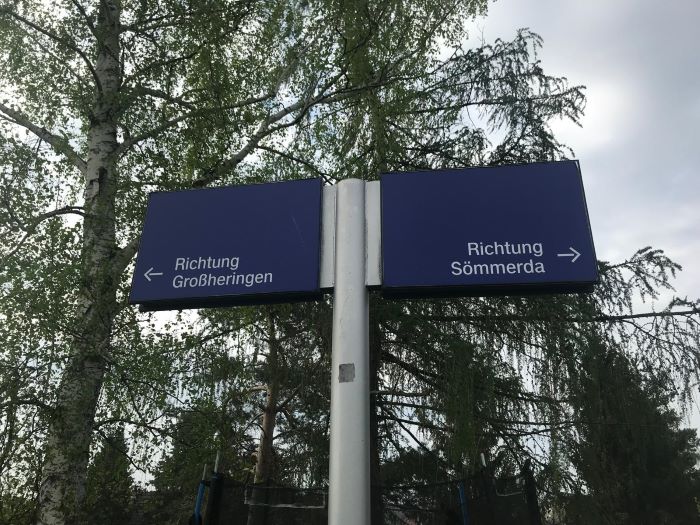 ← Richtung
Großheringen
Richtung →
Sömmerda